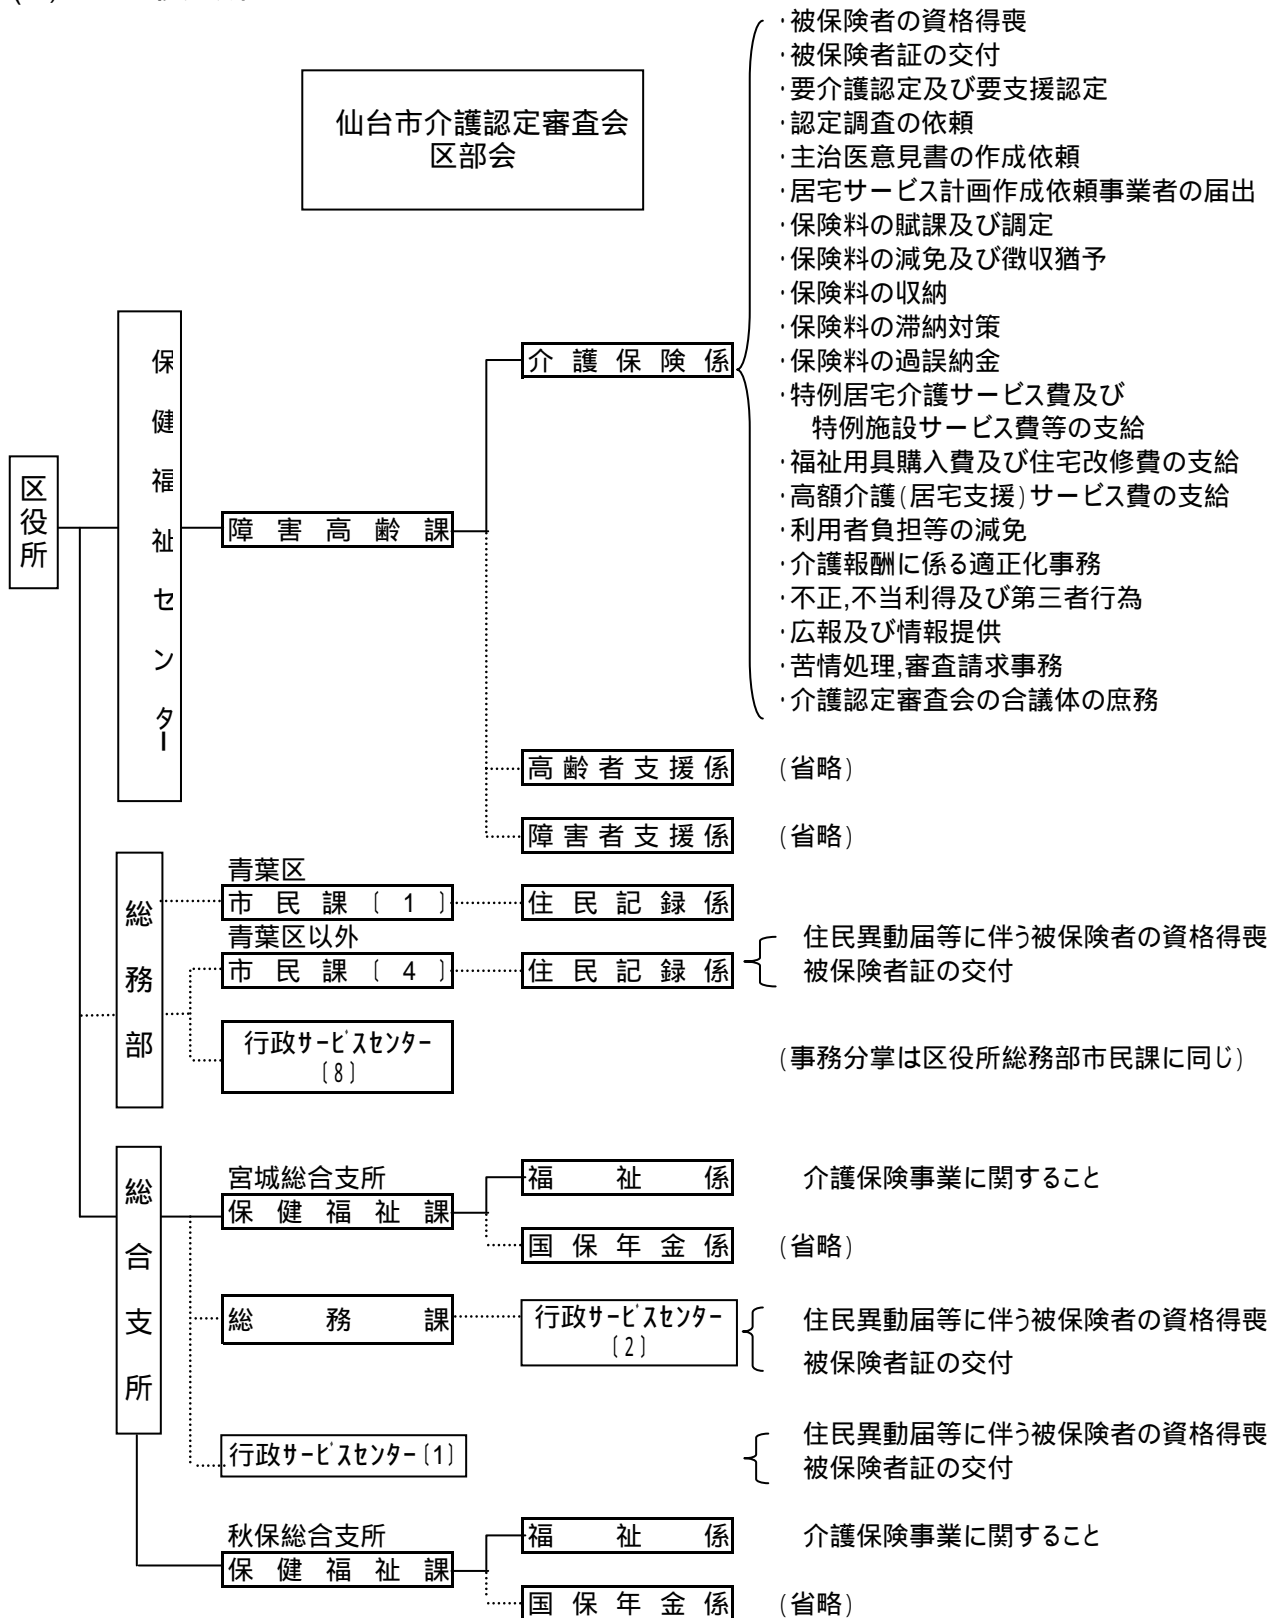 仙台市介護認定審査会
区部会
・被保険者の資格得喪
・被保険者証の交付
・要介護認定及び要支援認定
・認定調査の依頼
・主治医意見書の作成依頼
・居宅サービス計画作成依頼事業者の届出
・保険料の賦課及び調定
・保険料の減免及び徴収猶予
・保険料の収納
・保険料の滞納対策
・保険料の過誤納金
・特例居宅介護サービス費及び
特例施設サービス費等の支給
・福祉用具購入費及び住宅改修費の支給
・高額介護(居宅支援)サービス費の支給
・利用者負担等の減免
・介護報酬に係る適正化事務
・不正,不当利得及び第三者行為
・広報及び情報提供
・苦情処理,審査請求事務
・介護認定審査会の合議体の庶務
区役所
保健福祉センター
障害高齢課
介護保険係
高齢者支援係
(省略)
障害者支援係
(省略)
総務部
青葉区
市民課〔1〕
住民記録係
青葉区以外
市民課〔4〕
住民記録係
住民異動届等に伴う被保険者の資格得喪
被保険者証の交付
行政サービスセンター
〔8〕
(事務分掌は区役所総務部市民課に同じ)
総合支所
宮城総合支所
保健福祉課
福祉係
介護保険事業に関すること
国保年金係
(省略)
総務課
行政サービスセンター
〔2〕
住民異動届等に伴う被保険者の資格得喪
被保険者証の交付
行政サービスセンター〔1〕
住民異動届等に伴う被保険者の資格得喪
被保険者証の交付
秋保総合支所
保健福祉課
福祉係
介護保険事業に関すること
国保年金係
(省略)